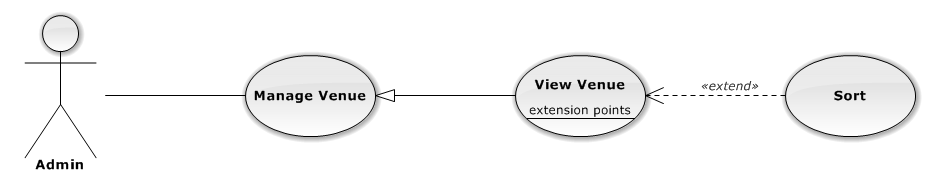 Admin
Manage Venue
View Venue
extension points
«extend»
Sort